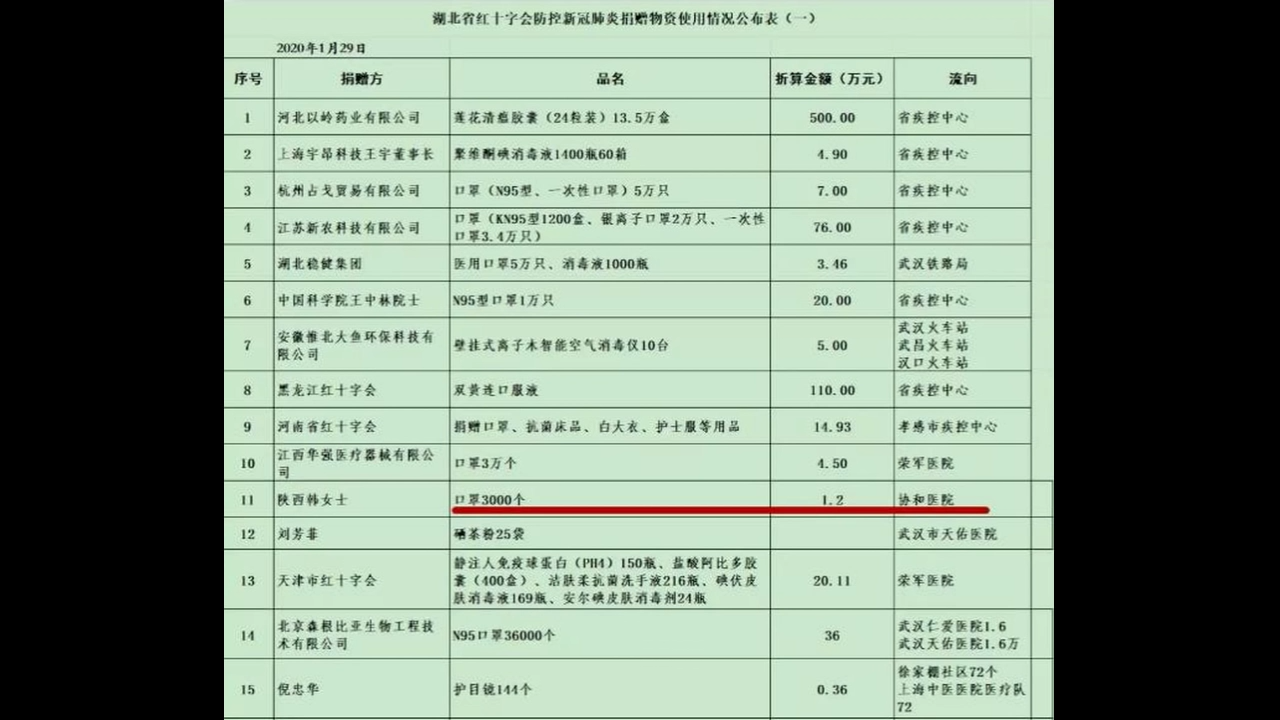 湖北省红十字会防控新冠肺炎捐赠物资使用情况公布表（一）
2020年1月29日
序号 捐赠方 品名 折算金额（万元） 流向
1 河北以岭药业有限公司 莲花清瘟胶囊（24粒装）13.5万盒 500.00 省疾控中心
2 上海宇昂科技王宇董事长 聚维酮碘消毒液1400瓶60箱 4.90 省疾控中心
3 杭州占戈贸易有限公司 口罩（N95型、一次性口罩）5万只 7.00 省疾控中心
4 江苏新农科技有限公司 口罩（KN95型1200盒、银离子口罩2万只、一次性
口罩3.4万只） 76.00 省疾控中心
5 湖北稳健集团 医用口罩5万只、消毒液1000瓶 3.46 武汉铁路局
6 中国科学院王中林院士 N95型口罩1万只 20.00 省疾控中心
7 安徽惟北大鱼环保科技有
限公司 壁挂式离子木智能空气消毒仪10台 5.00 武汉火车站
武昌火车站
汉口火车站
8 黑龙江红十字会 双黄连口服液 110.00 省疾控中心
9 河南省红十字会 捐赠口罩、抗菌床品、白大衣、护士服等用品 14.93 孝感市疾控中心
10 江西华强医疗器械有限公
司 口罩3万个 4.50 荣军医院
11 陕西韩女士 口罩3000个 1.2 协和医院
12 刘芳菲 硒茶粉25袋 武汉市天佑医院
13 天津市红十字会 静注人免疫球蛋白（PH4）150瓶、盐酸阿比多胶
囊（400盒）、洁肤柔抗菌洗手液216瓶、碘伏皮
肤消毒液169瓶、安尔碘皮肤消毒剂24瓶 20.11 荣军医院
14 北京森根比亚生物工程技
术有限公司 N95口罩36000个 36 武汉仁爱医院1.6
武汉天佑医院1.6万
15 倪忠华 护目镜144个 0.36 徐家棚社区72个
上海中医医院医疗队
72